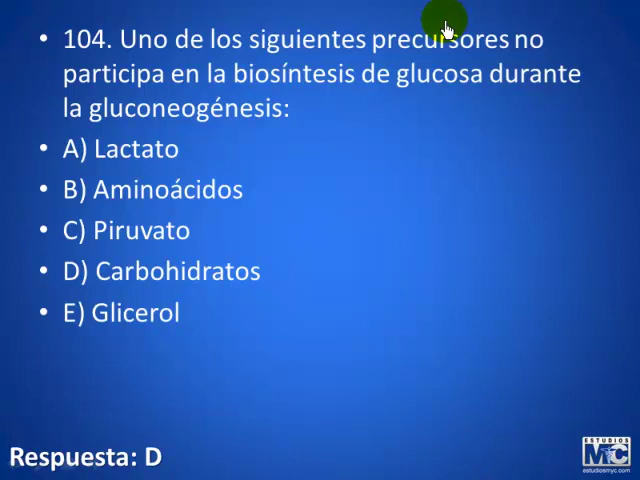 • 104. Uno de los siguientes precursores no
participa en la biosíntesis de glucosa durante
la gluconeogénesis:
• A) Lactato
• B) Aminoácidos
• C) Piruvato
• D) Carbohidratos
• E) Glicerol
Respuesta: D
ESTUDIOS
MyC
estudiosmyc.com